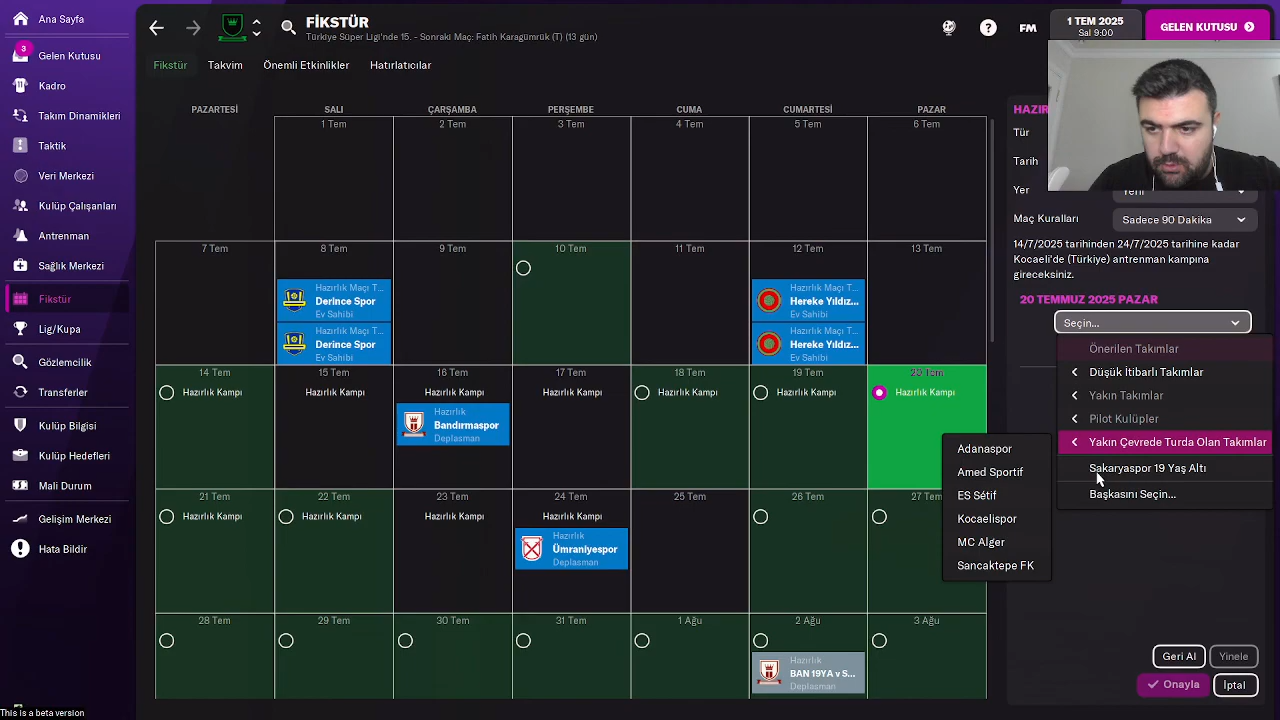 Ana Sayfa
3
Gelen Kutusu
Kadro
Takım Dinamikleri
Taktik
Veri Merkezi
Kulüp Çalışanları
Antrenman
Sağlık Merkezi
Fikstür
Lig/Kupa
Gözlemcilik
Transferler
Kulüp Bilgisi
Kulüp Hedefleri
Mali Durum
Gelişim Merkezi
Hata Bildir
This is a beta version
FİKSTÜR
Türkiye Süper Ligi'nde 15. - Sonraki Maç: Fatih Karagümrük (T) (13 gün)
FM
1 TEM 2025
Sal 9:00
GELEN KUTUSU
Fikstür
Takvim
Önemli Etkinlikler
Hatırlatıcılar
PAZARTESİ
SALI
ÇARŞAMBA
PERŞEMBE
CUMA
CUMARTESİ
PAZAR
1 Tem
2 Tem
3 Tem
4 Tem
5 Tem
6 Tem
7 Tem
8 Tem
9 Tem
10 Tem
11 Tem
12 Tem
13 Tem
Hazırlık Maçı T...
Derince Spor
Ev Sahibi
Hazırlık Maçı T...
Derince Spor
Ev Sahibi
Hazırlık Maçı T...
Hereke Yıldız...
Ev Sahibi
Hazırlık Maçı T...
Hereke Yıldız...
Ev Sahibi
14 Tem
15 Tem
16 Tem
17 Tem
18 Tem
19 Tem
20 Tem
Hazırlık Kampı
Hazırlık Kampı
Hazırlık Kampı
Hazırlık Kampı
Hazırlık Kampı
Hazırlık Kampı
Hazırlık Kampı
Hazırlık
Bandırmaspor
Deplasman
21 Tem
22 Tem
23 Tem
24 Tem
25 Tem
26 Tem
27 Tem
Hazırlık Kampı
Hazırlık Kampı
Hazırlık Kampı
Hazırlık Kampı
Hazırlık
Ümraniyespor
Deplasman
28 Tem
29 Tem
30 Tem
31 Tem
1 Ağu
2 Ağu
3 Ağu
Hazırlık
BAN 19YA v S...
Deplasman
Tür
Tarih
Yer
Maç Kuralları
Sadece 90 Dakika
14/7/2025 tarihinden 24/7/2025 tarihine kadar
Kocaeli'de (Türkiye) antrenman kampına
gireceksiniz.
20 TEMMUZ 2025 PAZAR
Seçin...
Önerilen Takımlar
Düşük İtibarlı Takımlar
Yakın Takımlar
Pilot Kulüpler
Yakın Çevrede Turda Olan Takımlar
Sakaryaspor 19 Yaş Altı
Başkasını Seçin...
Adanaspor
Amed Sportif
ES Sétif
Kocaelispor
MC Alger
Sancaktepe FK
Geri Al
Yinele
Onayla
İptal